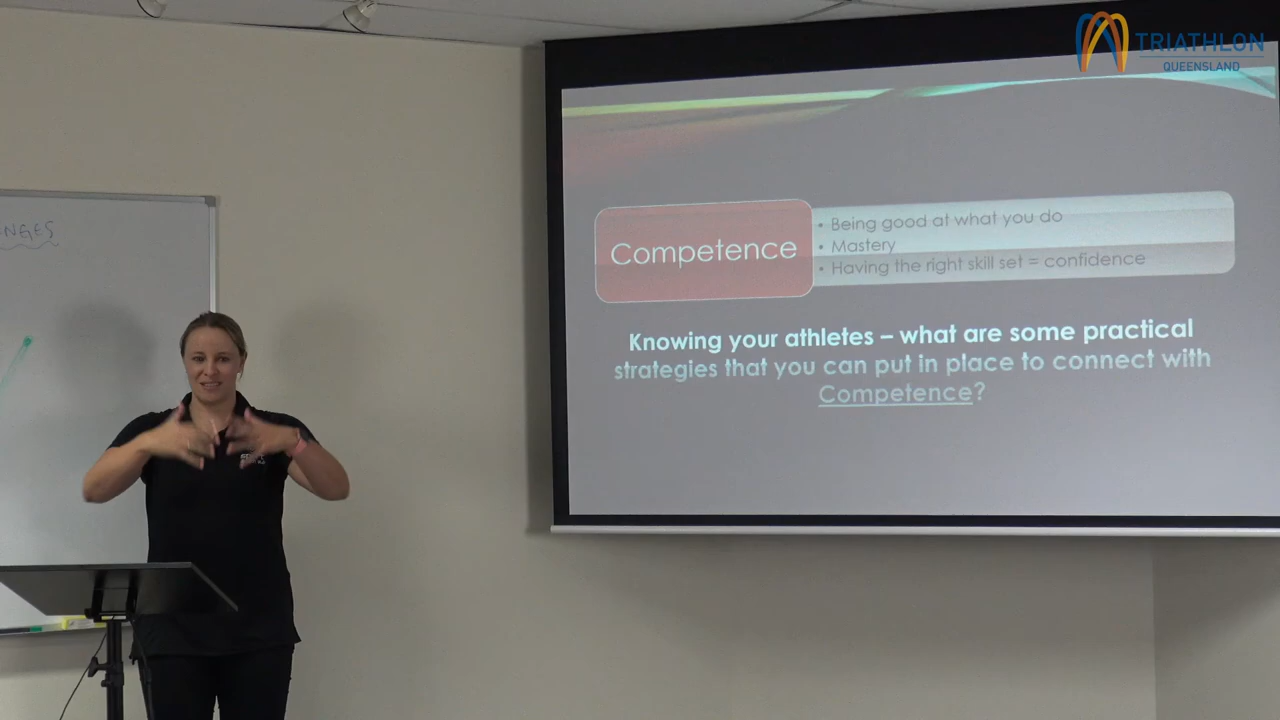 TRIATHLON
QUEENSLAND
NGES
Competence
• Being good at what you do
• Mastery
• Having the right skill set = confidence
Knowing your athletes – what are some practical
strategies that you can put in place to connect with
Competence?